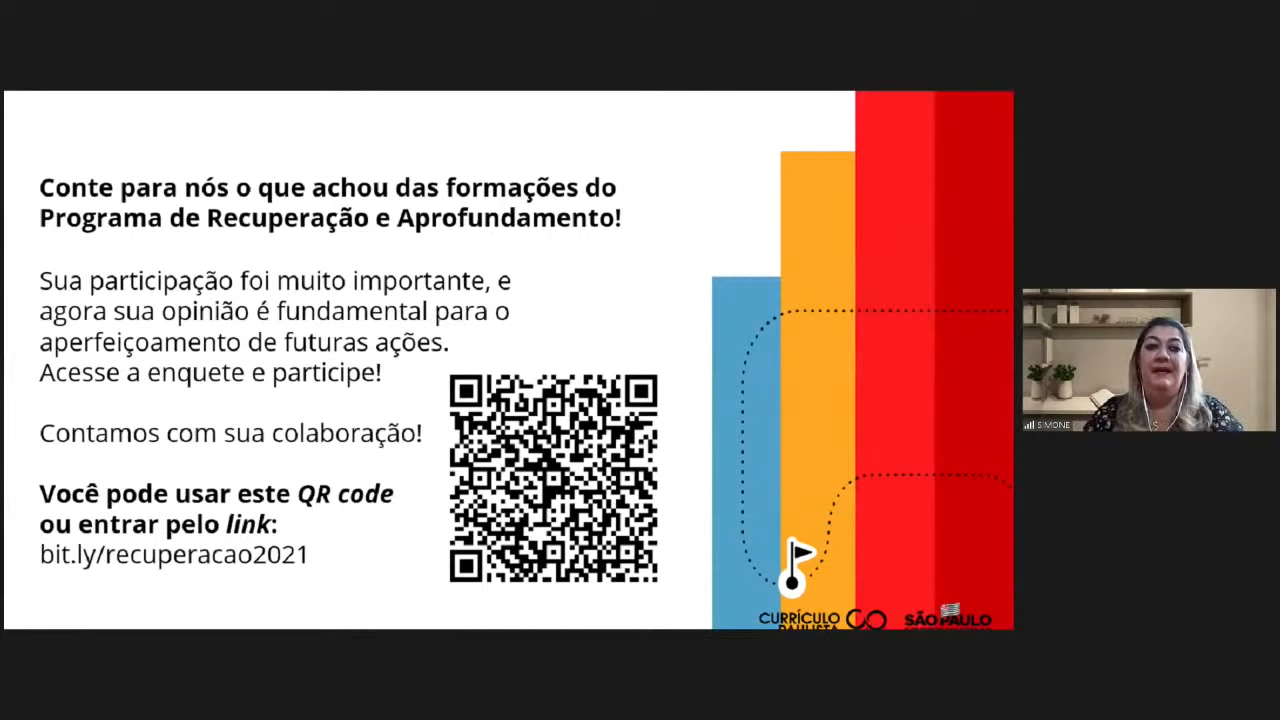 Conte para nós o que achou das formações do
Programa de Recuperação e Aprofundamento!
Sua participação foi muito importante, e
agora sua opinião é fundamental para o
aperfeiçoamento de futuras ações.
Acesse a enquete e participe!
Contamos com sua colaboração!
Você pode usar este QR code
ou entrar pelo link:
bit.ly/recuperacao2021
CURRÍCULO
PAULISTA
SÃO PAULO
SIMONE